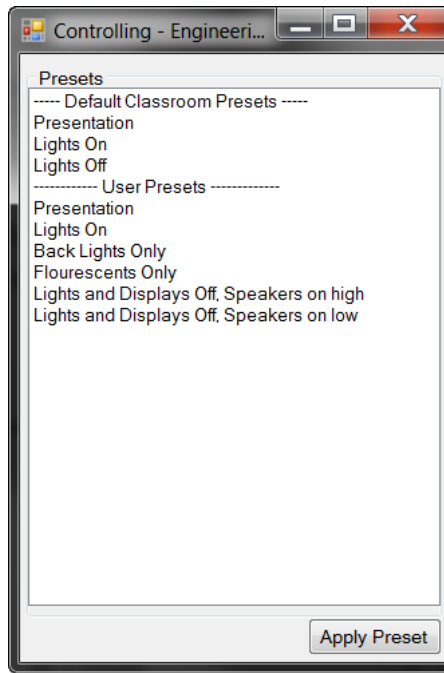 Controlling - Engineeri...
Presets
----- Default Classroom Presets -----
Presentation
Lights On
Lights Off
------------ User Presets -------------
Presentation
Lights On
Back Lights Only
Flourescents Only
Lights and Displays Off, Speakers on high
Lights and Displays Off, Speakers on low
Apply Preset